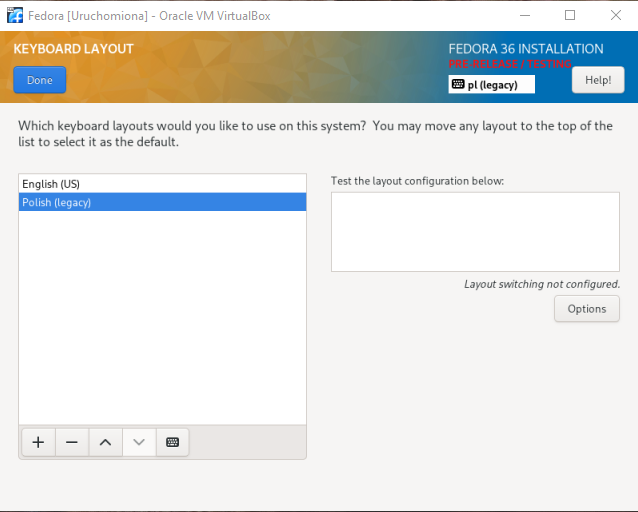 Fedora [Uruchomiona] - Oracle VM VirtualBox
KEYBOARD LAYOUT
FEDORA 36 INSTALLATION
PRE-RELEASE / TESTING
Done
pl (legacy)
Help!
Which keyboard layouts would you like to use on this system? You may move any layout to the top of the
list to select it as the default.
English (US)
Polish (legacy)
Test the layout configuration below:
Layout switching not configured.
Options